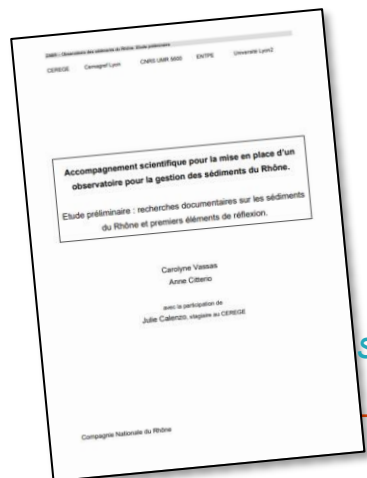 ZABR – Observatoire des sédiments du Rhône. Etude préliminaire
CEREGE Cemagref Lyon CNRS UMR 5600 ENTPE Université Lyon2
Accompagnement scientifique pour la mise en place d'un
observatoire pour la gestion des sédiments du Rhône.
Etude préliminaire : recherches documentaires sur les sédiments
du Rhône et premiers éléments de réflexion.
Carolyne Vassas
Anne Citterio
avec la participation de
Julie Calenzo, stagiaire au CEREGE
Compagnie Nationale du Rhône